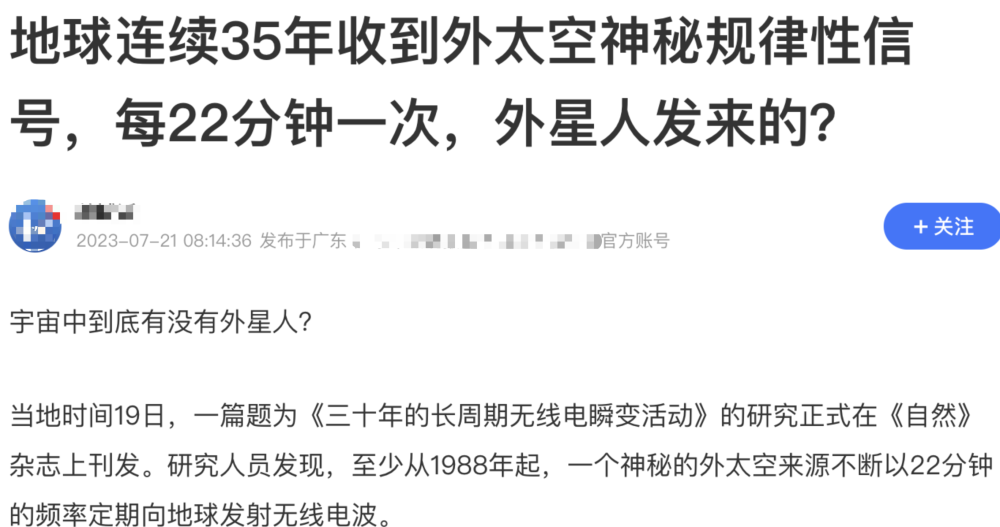 地球连续35年收到外太空神秘规律性信
号，每22分钟一次，外星人发来的？
2023-07-21 08:14:36 发布于广东 官方账号
+ 关注
宇宙中到底有没有外星人？
当地时间19日，一篇题为《三十年的长周期无线电瞬变活动》的研究正式在《自然》
杂志上刊发。研究人员发现，至少从1988年起，一个神秘的外太空来源不断以22分钟
的频率定期向地球发射无线电波。